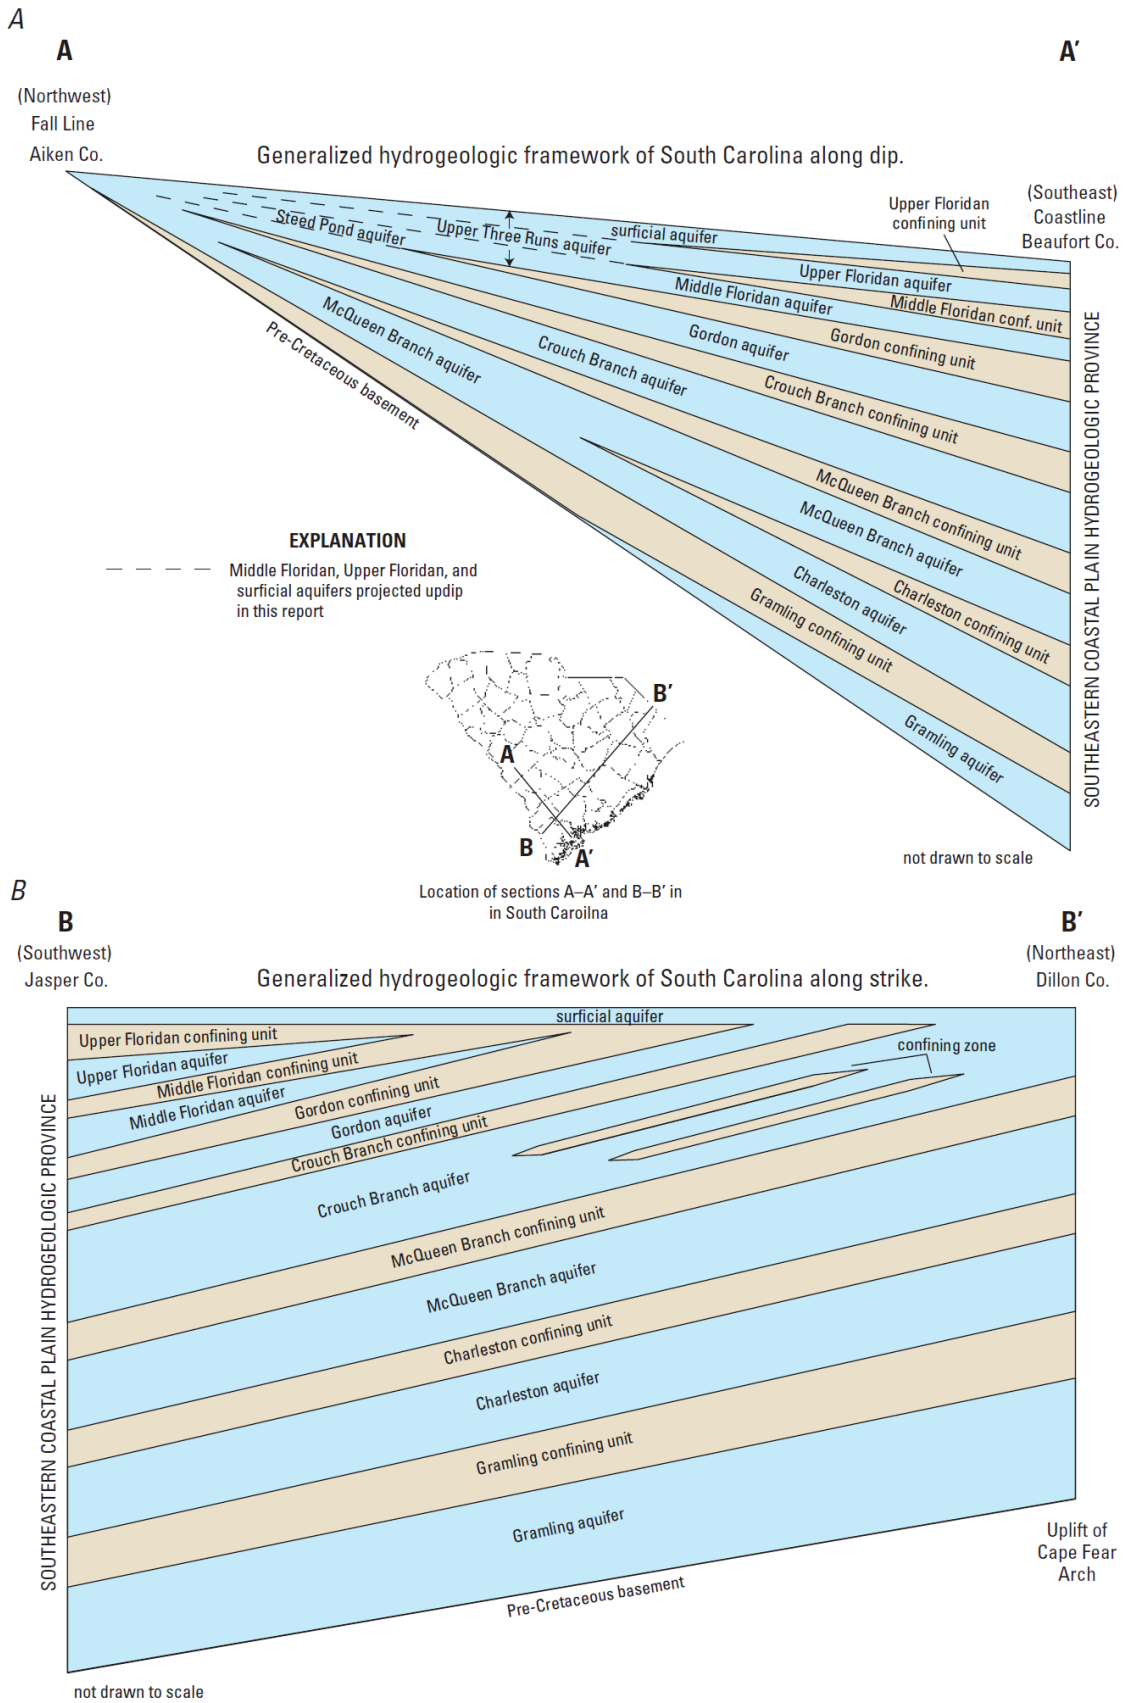 A
A
A′
(Northwest)
Fall Line
Aiken Co.
Generalized hydrogeologic framework of South Carolina along dip.
(Southeast)
Coastline
Beaufort Co.
Upper Floridan
confining unit
Steed Pond aquifer
Upper Three Runs aquifer
surficial aquifer
Upper Floridan aquifer
Middle Floridan aquifer
Middle Floridan conf. unit
McQueen Branch aquifer
Pre-Cretaceous basement
Crouch Branch aquifer
Gordon aquifer
Gordon confining unit
Crouch Branch confining unit
McQueen Branch confining unit
McQueen Branch aquifer
Charleston aquifer
Charleston confining unit
Gramling confining unit
Gramling aquifer
SOUTHEASTERN COASTAL PLAIN HYDROGEOLOGIC PROVINCE
EXPLANATION
Middle Floridan, Upper Floridan, and
surficial aquifers projected updip
in this report
A
B′
B
A′
not drawn to scale
Location of sections A–A′ and B–B′ in
in South Caroilna
B
B
B′
(Southwest)
Jasper Co.
Generalized hydrogeologic framework of South Carolina along strike.
(Northeast)
Dillon Co.
surficial aquifer
Upper Floridan confining unit
confining zone
Upper Floridan aquifer
Middle Floridan confining unit
Middle Floridan aquifer
Gordon confining unit
Gordon aquifer
Crouch Branch confining unit
Crouch Branch aquifer
McQueen Branch confining unit
McQueen Branch aquifer
Charleston confining unit
Charleston aquifer
Gramling confining unit
Gramling aquifer
Pre-Cretaceous basement
SOUTHEASTERN COASTAL PLAIN HYDROGEOLOGIC PROVINCE
Uplift of
Cape Fear
Arch
not drawn to scale